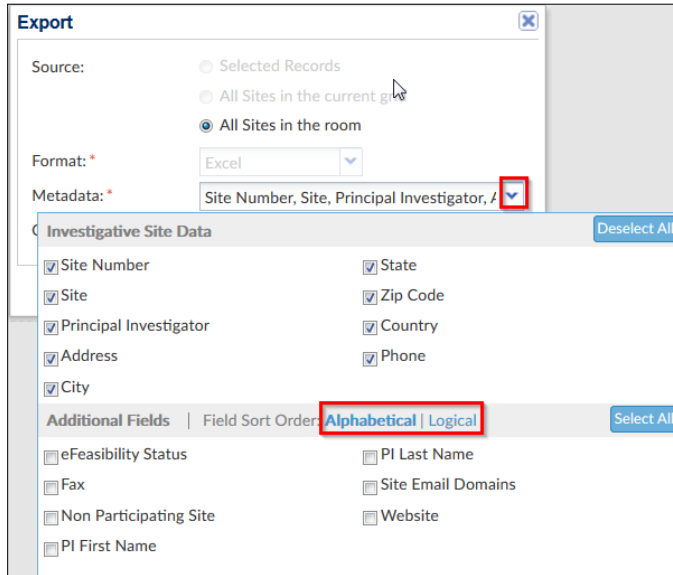 Export
Source:
Selected Records
All Sites in the current grid
All Sites in the room
Format: *
Excel
Metadata: *
Site Number, Site, Principal Investigator, A
Investigative Site Data
Deselect All
Site Number
State
Site
Zip Code
Principal Investigator
Country
Address
Phone
City
Additional Fields | Field Sort Order: Alphabetical | Logical
Select All
eFeasibility Status
PI Last Name
Fax
Site Email Domains
Non Participating Site
Website
PI First Name